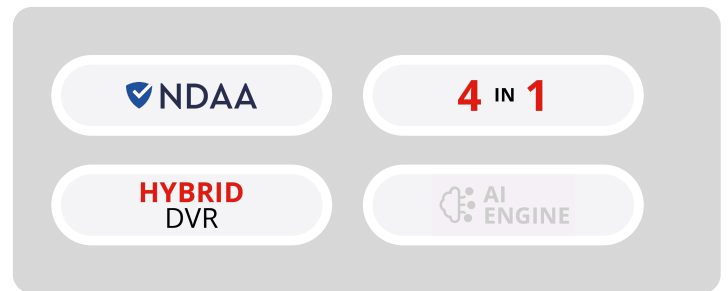 NDAA
4 IN 1
HYBRID
DVR
AI
ENGINE